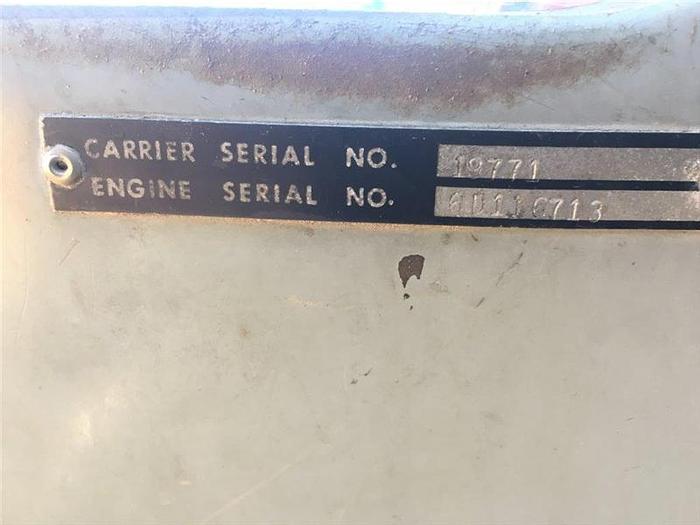 CARRIER SERIAL NO. 19771
ENGINE SERIAL NO.